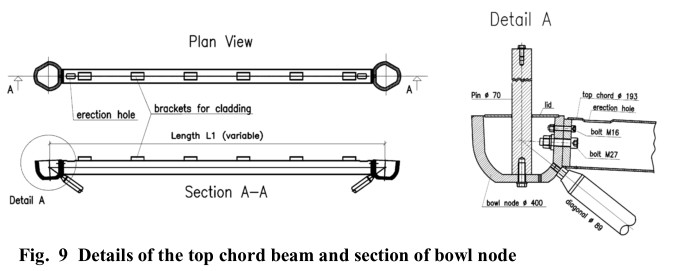 Plan View
A
A
erection hole
brackets for cladding
Length L1 (variable)
Detail A
Section A–A
Detail A
Pin ø 70
lid
top chord ø 193
erection hole
bolt M16
bolt M27
bowl node ø 400
diagonal ø 89
Fig. 9 Details of the top chord beam and section of bowl node